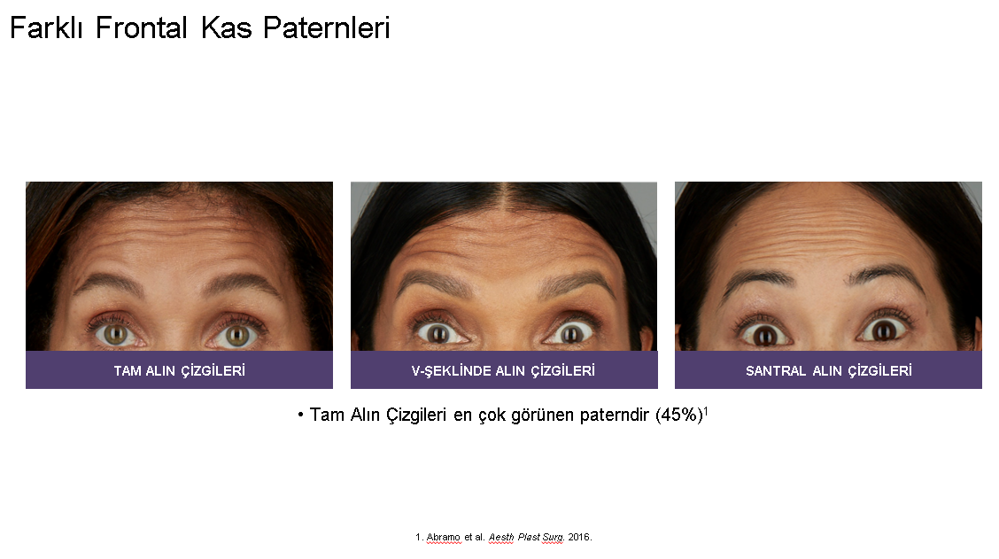 Farklı Frontal Kas Paternleri
TAM ALIN ÇİZGİLERİ
V-ŞEKLİNDE ALIN ÇİZGİLERİ
SANTRAL ALIN ÇİZGİLERİ
• Tam Alın Çizgileri en çok görünen paterndir (45%)¹
1. Abramo et al. Aesth Plast Surg. 2016.